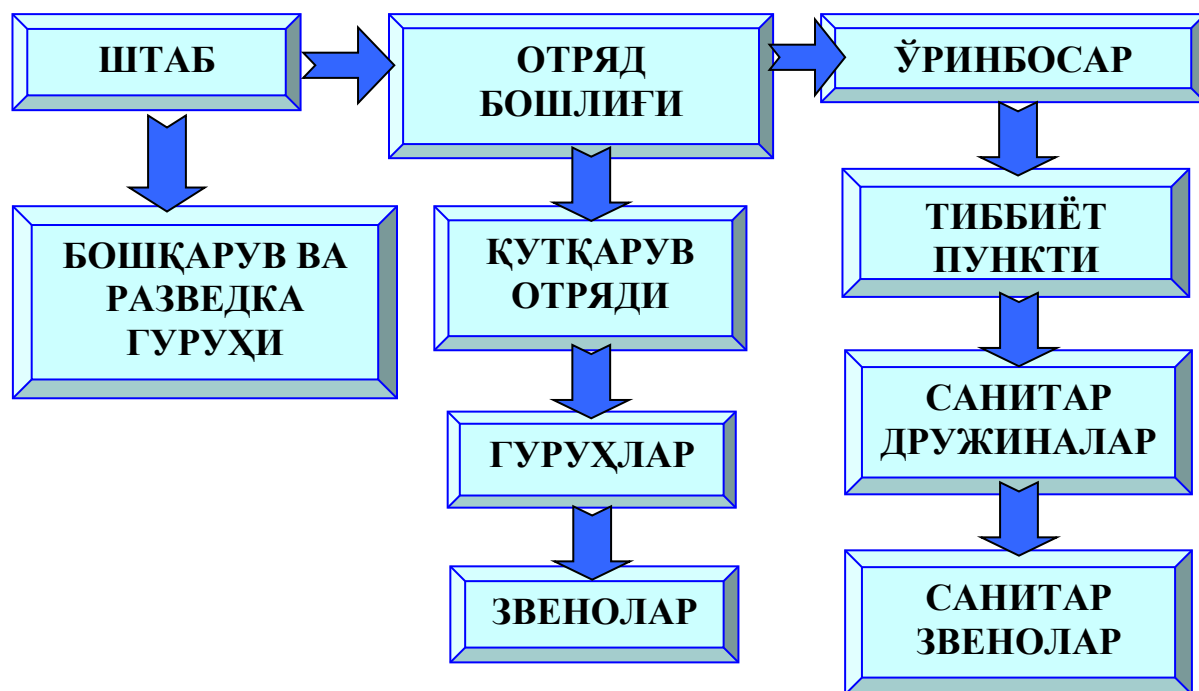 ШТАБ
ОТРЯД
БОШЛИҒИ
ЎРИНБОСАР
БОШҚАРУВ ВА
РАЗВЕДКА
ГУРУҲИ
ҚУТҚАРУВ
ОТРЯДИ
ТИББИЁТ
ПУНКТИ
ГУРУҲЛАР
САНИТАР
ДРУЖИНАЛАР
ЗВЕНОЛАР
САНИТАР
ЗВЕНОЛАР